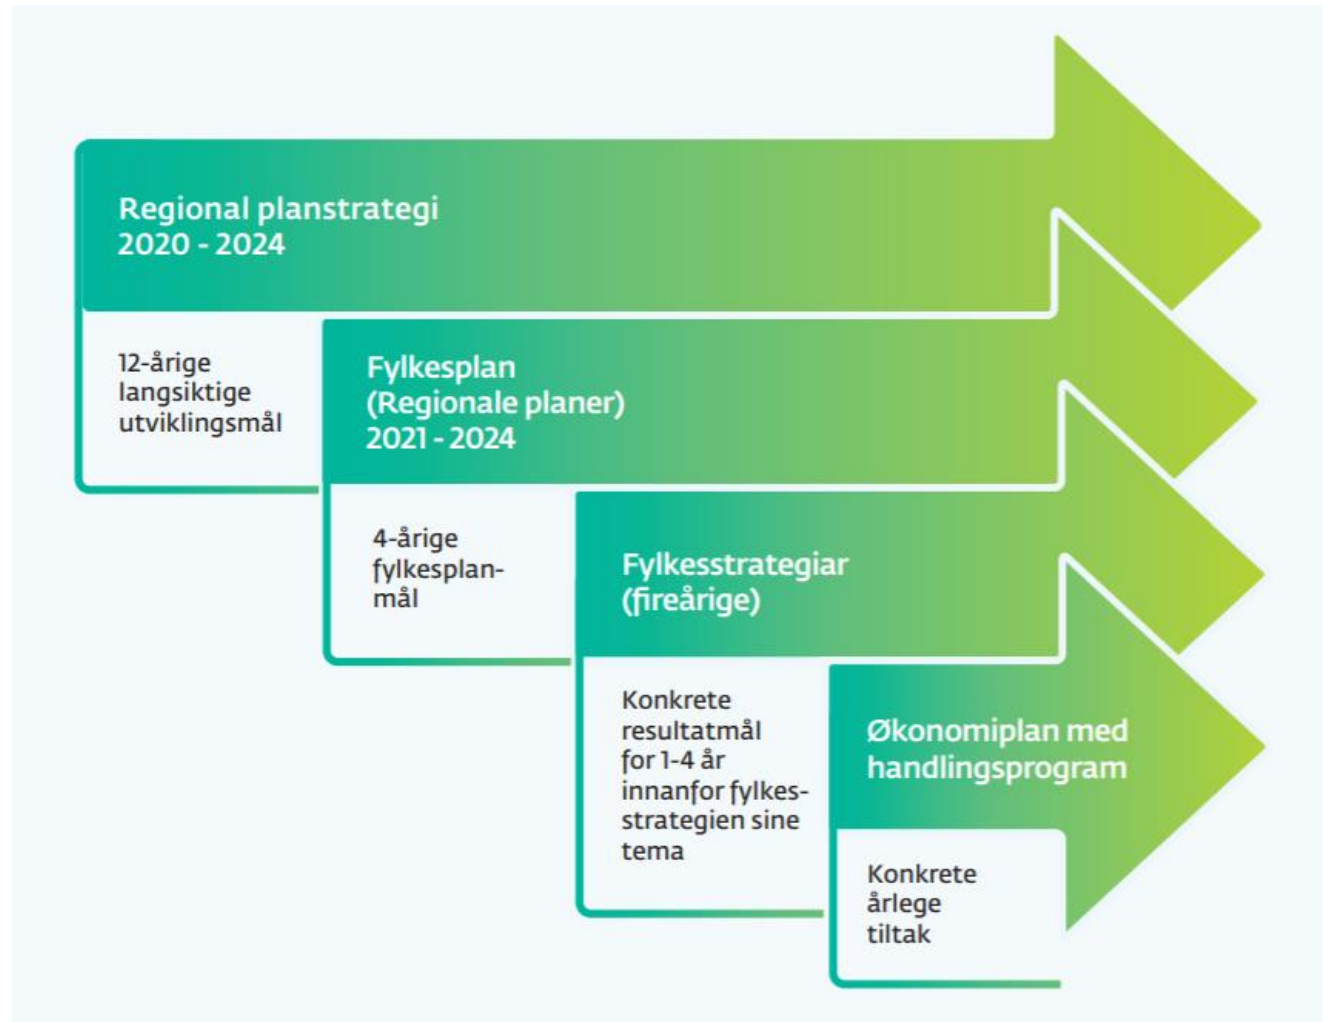 Regional planstrategi
2020 - 2024
12-årige
langsiktige
utviklingsmål
Fylkesplan
(Regionale planer)
2021 - 2024
4-årige
fylkesplan-
mål
Fylkesstrategiar
(fireårige)
Konkrete
resultatmål
for 1-4 år
innanfor fylkes-
strategien sine
tema
Økonomiplan med
handlingsprogram
Konkrete
årlege
tiltak